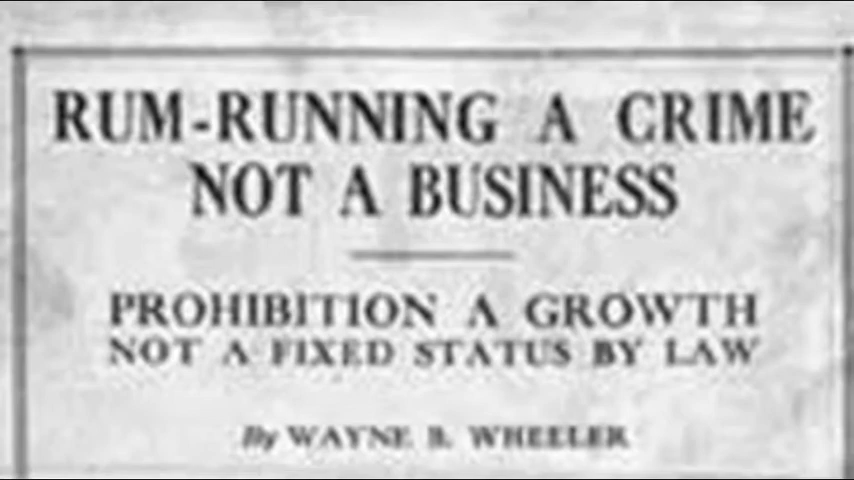 RUM-RUNNING A CRIME
NOT A BUSINESS
PROHIBITION A GROWTH
NOT A FIXED STATUS BY LAW
By WAYNE B. WHEELER